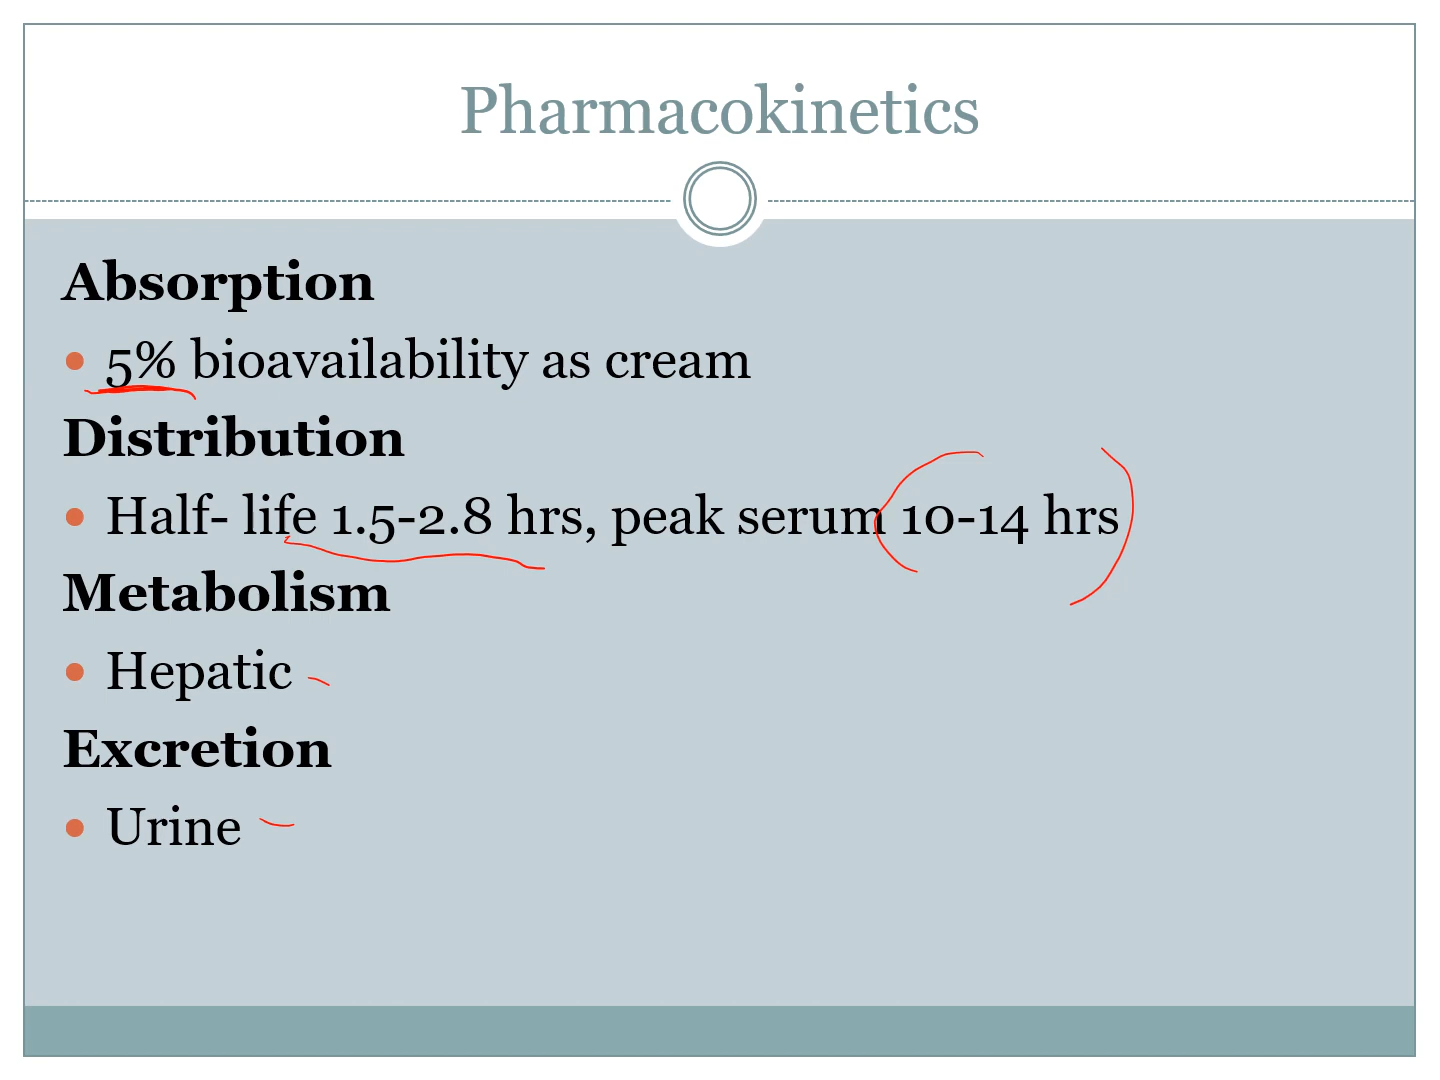 Pharmacokinetics
Absorption
5% bioavailability as cream
Distribution
Half- life 1.5-2.8 hrs, peak serum 10-14 hrs
Metabolism
Hepatic
Excretion
Urine